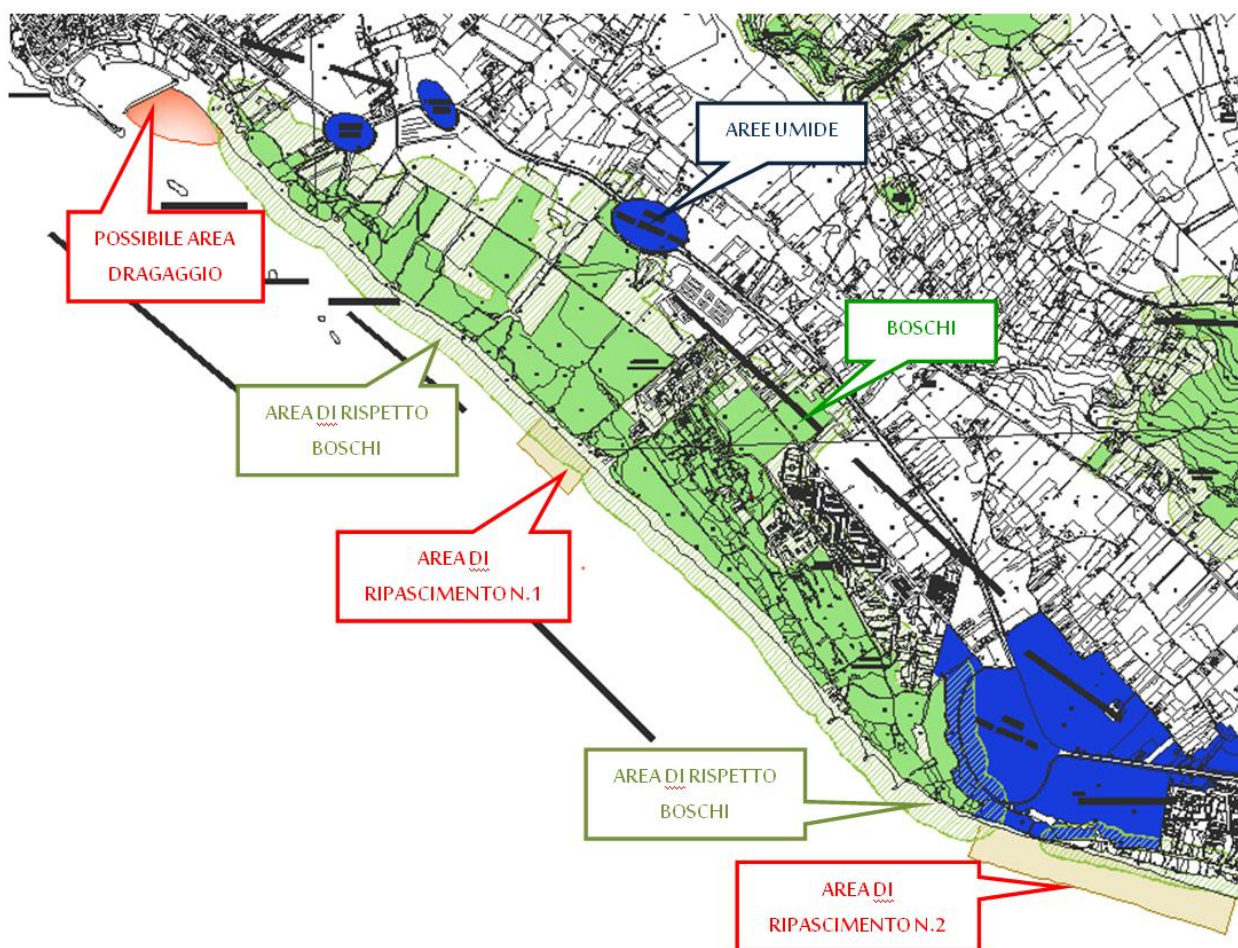 AREE UMIDE
POSSIBILE AREA
DRAGAGGIO
BOSCHI
AREA DI RISPETTO
BOSCHI
AREA DI
RIPASCIMENTO N.1
AREA DI RISPETTO
BOSCHI
AREA DI
RIPASCIMENTO N.2